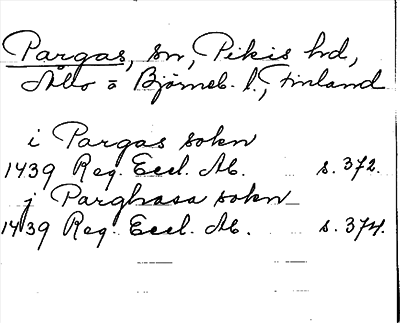 Pargas, sn, Pikis hd,
Åbo o Björneb. l., Finland
i Pargas sokn
1439 Reg. Eccl. Ab. s. 372.
j Parghasa sokn
1439 Reg. Eccl. Ab. s. 374.